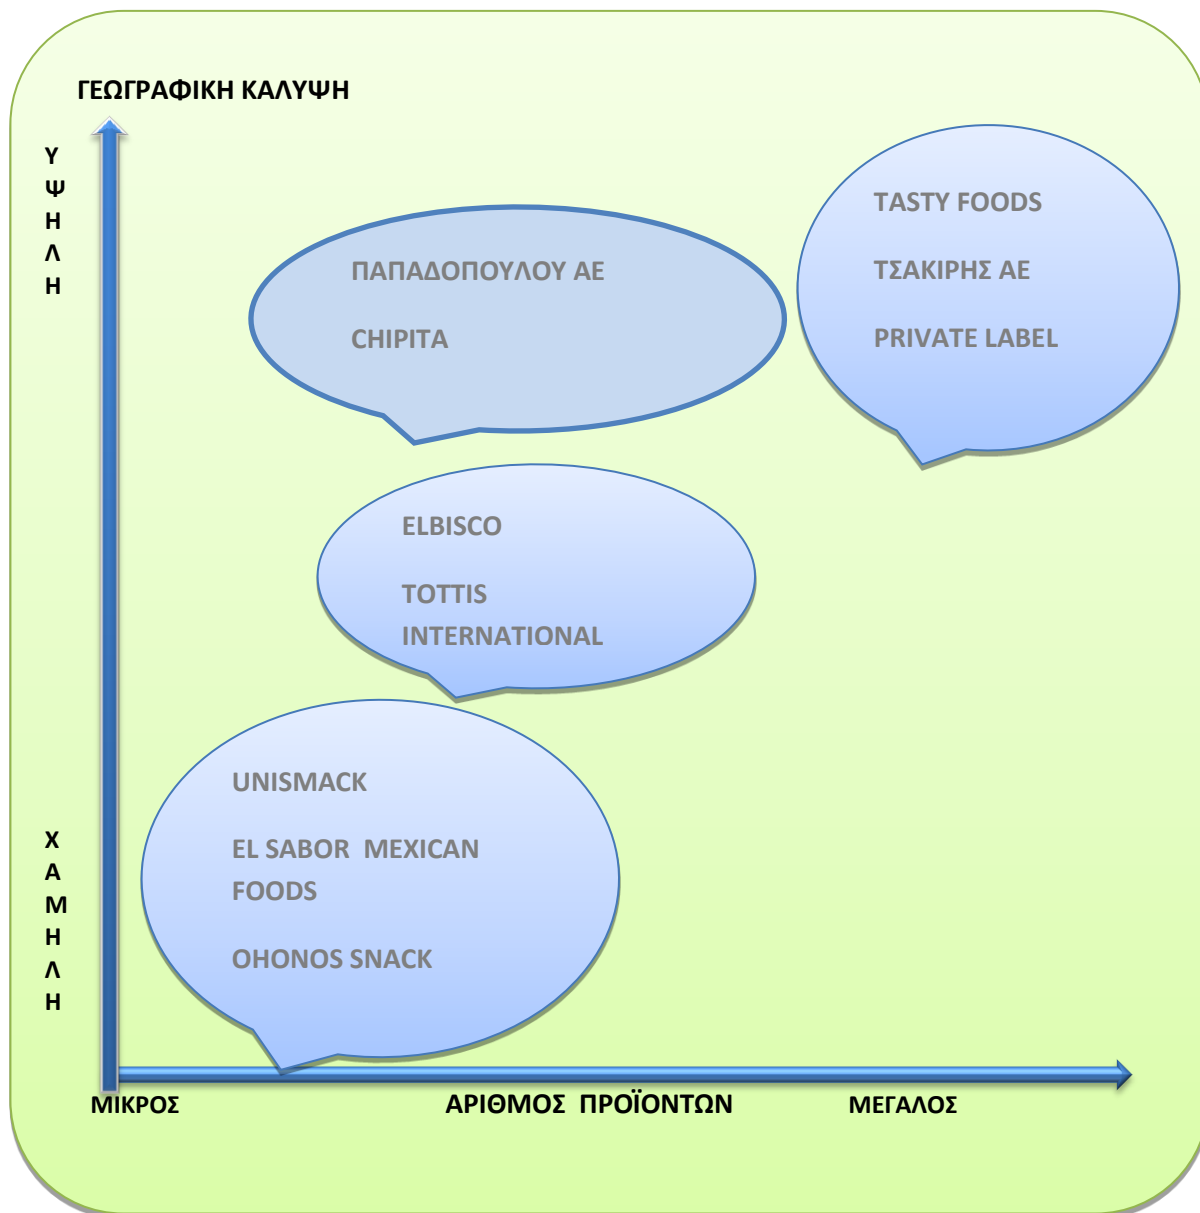 ΓΕΩΓΡΑΦΙΚΗ ΚΑΛΥΨΗ
Υ
Ψ
Η
Λ
Η
TASTY FOODS
ΤΣΑΚΙΡΗΣ ΑΕ
PRIVATE LABEL
ΠΑΠΑΔΟΠΟΥΛΟΥ ΑΕ
CHIPITA
ELBISCO
TOTTIS
INTERNATIONAL
UNISMACK
EL SABOR MEXICAN
FOODS
OHONOS SNACK
Χ
Α
Μ
Η
Λ
Η
ΜΙΚΡΟΣ ΑΡΙΘΜΟΣ ΠΡΟΪΟΝΤΩΝ ΜΕΓΑΛΟΣ